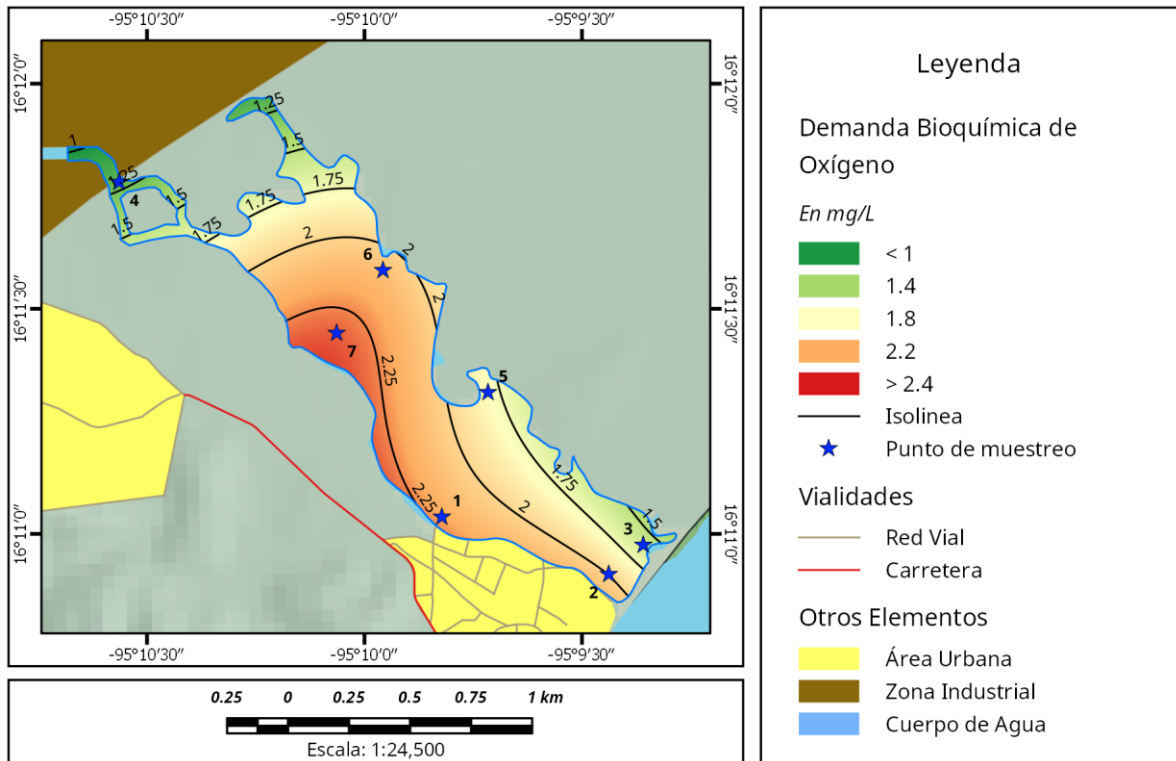 -95°10′30″
-95°10′0″
-95°9′30″
16°12′0″
16°12′0″
1.25
1
1.5
1.25
4
1.5
1.5
1.75
1.75
1.75
2
2
6
2
16°11′30″
16°11′30″
7
2.25
5
1.75
2.25
1
2
1.5
3
2
16°11′0″
16°11′0″
-95°10′30″
-95°10′0″
-95°9′30″
0.25 0 0.25 0.5 0.75 1 km
Escala: 1:24,500
Leyenda
Demanda Bioquímica de
Oxígeno
En mg/L
< 1
1.4
1.8
2.2
> 2.4
Isolinea
Punto de muestreo
Vialidades
Red Vial
Carretera
Otros Elementos
Área Urbana
Zona Industrial
Cuerpo de Agua